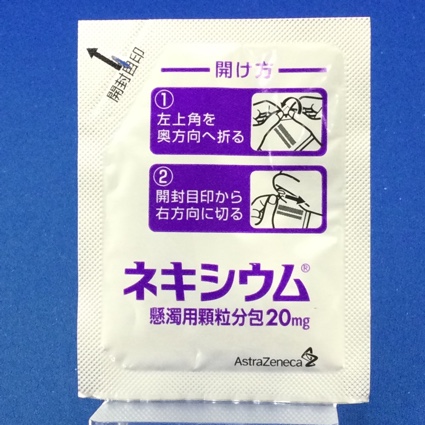 開封目印
開け方
①
左上角を
奥方向へ折る
②
開封目印から
右方向に切る
ネキシウム®
懸濁用顆粒分包20mg
AstraZeneca